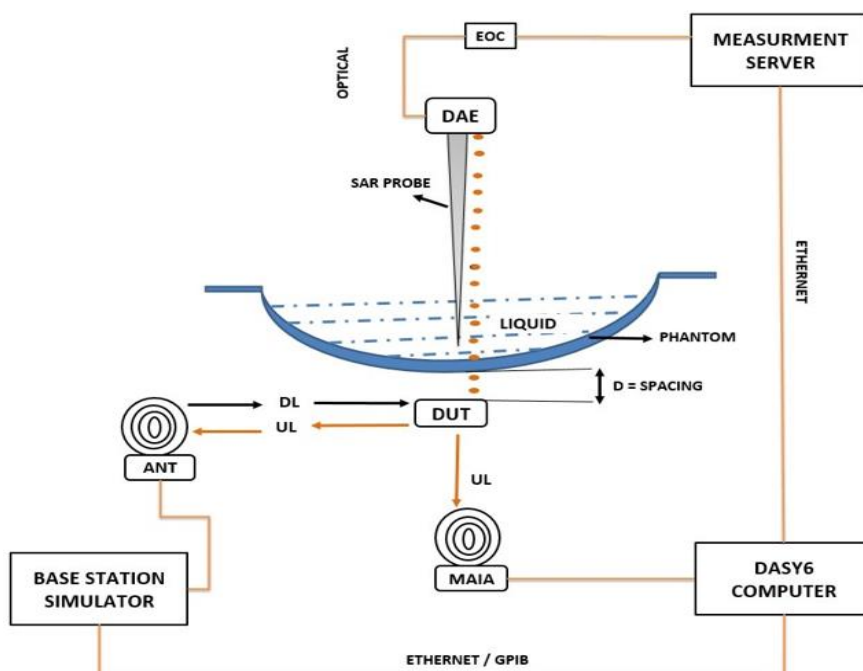 EOC
MEASURMENT
SERVER
OPTICAL
DAE
SAR PROBE
ETHERNET
LIQUID
PHANTOM
D = SPACING
DL
DUT
UL
ANT
UL
MAIA
BASE STATION
SIMULATOR
DASY6
COMPUTER
ETHERNET / GPIB